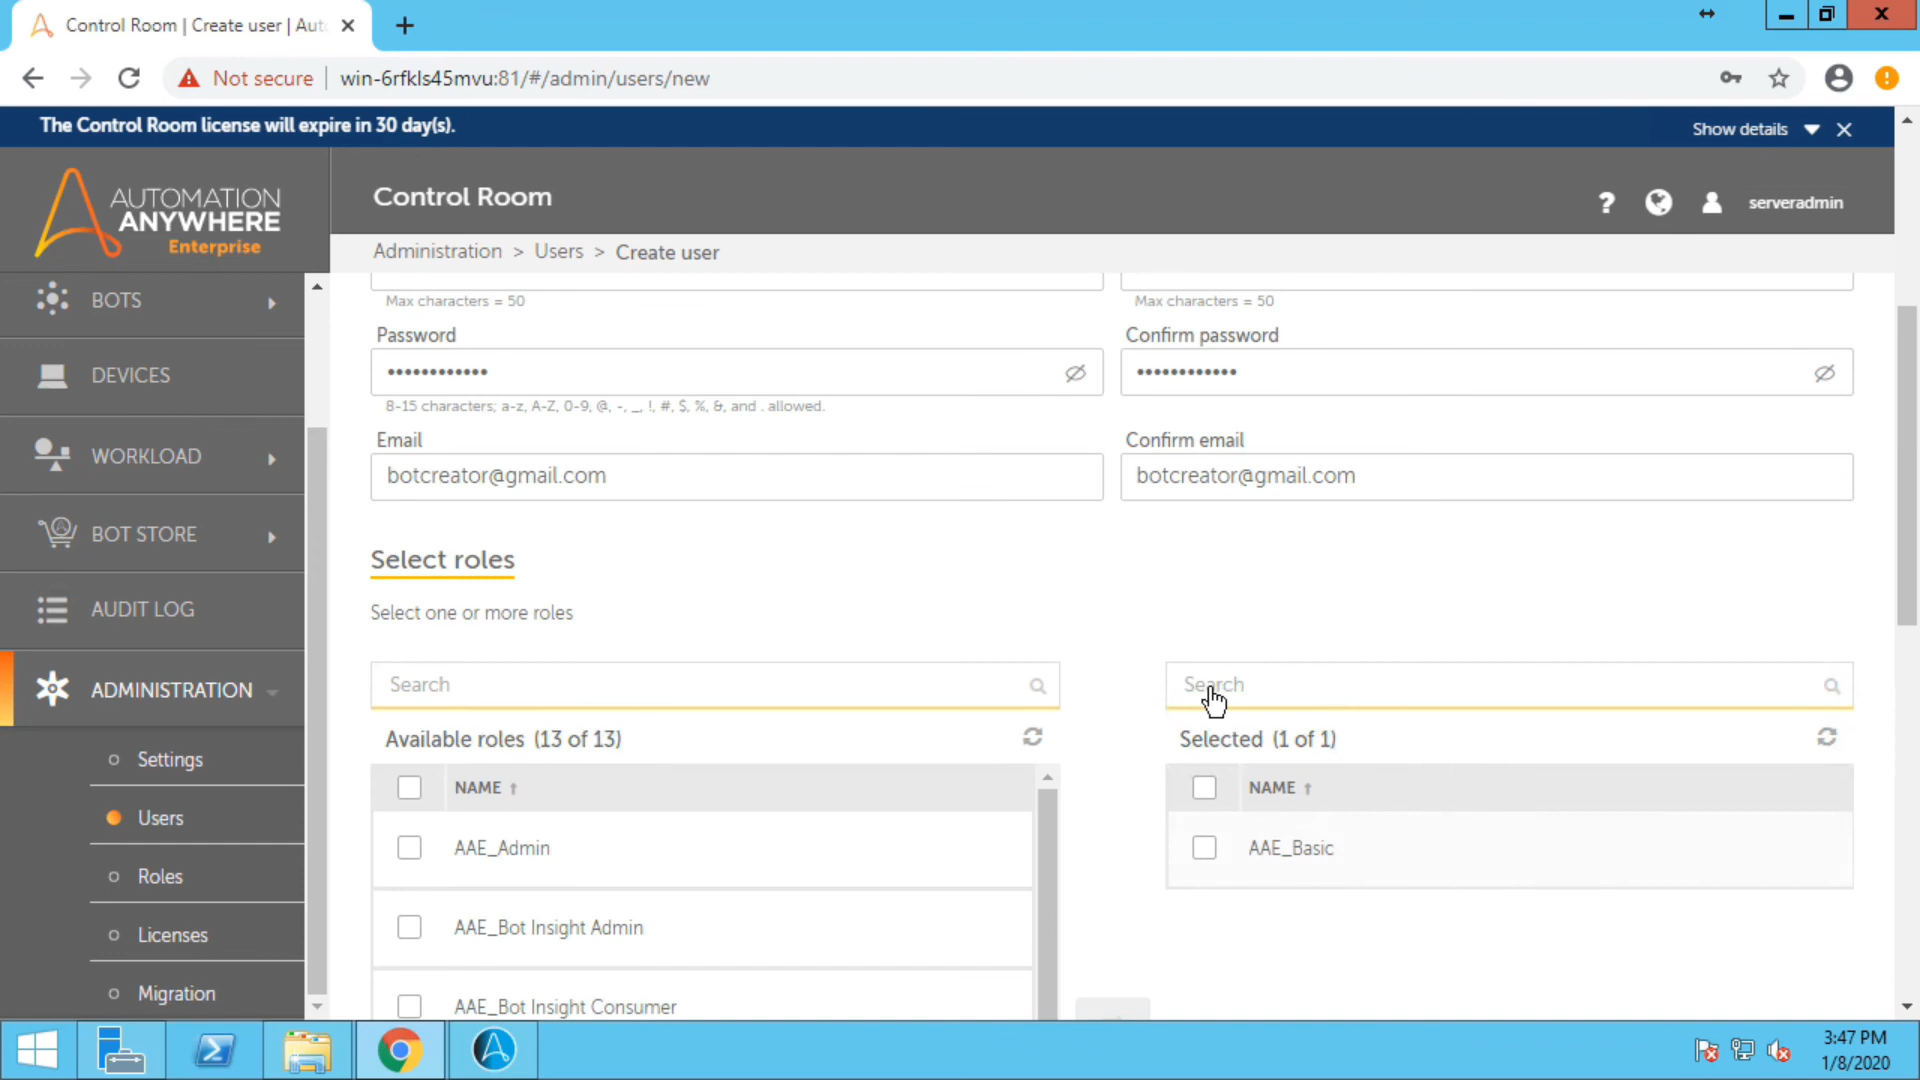 Control Room | Create user | Auto
Not secure
win-6rfkls45mvu:81/#/admin/users/new
The Control Room license will expire in 30 day(s).
Show details
AUTOMATION
ANYWHERE
Enterprise
Control Room
?
serveradmin
Administration > Users > Create user
BOTS
DEVICES
WORKLOAD
BOT STORE
AUDIT LOG
ADMINISTRATION
Settings
Users
Roles
Licenses
Migration
Max characters = 50
Max characters = 50
Password
Confirm password
••••••••••••
••••••••••••
8-15 characters; a-z, A-Z, 0-9, @, -, _, !, #, $, %, &, and . allowed.
Email
Confirm email
botcreator@gmail.com
botcreator@gmail.com
Select roles
Select one or more roles
Search
Search
Available roles (13 of 13)
Selected (1 of 1)
NAME ↑
NAME ↑
AAE_Admin
AAE_Basic
AAE_Bot Insight Admin
AAE_Bot Insight Consumer
3:47 PM
1/8/2020